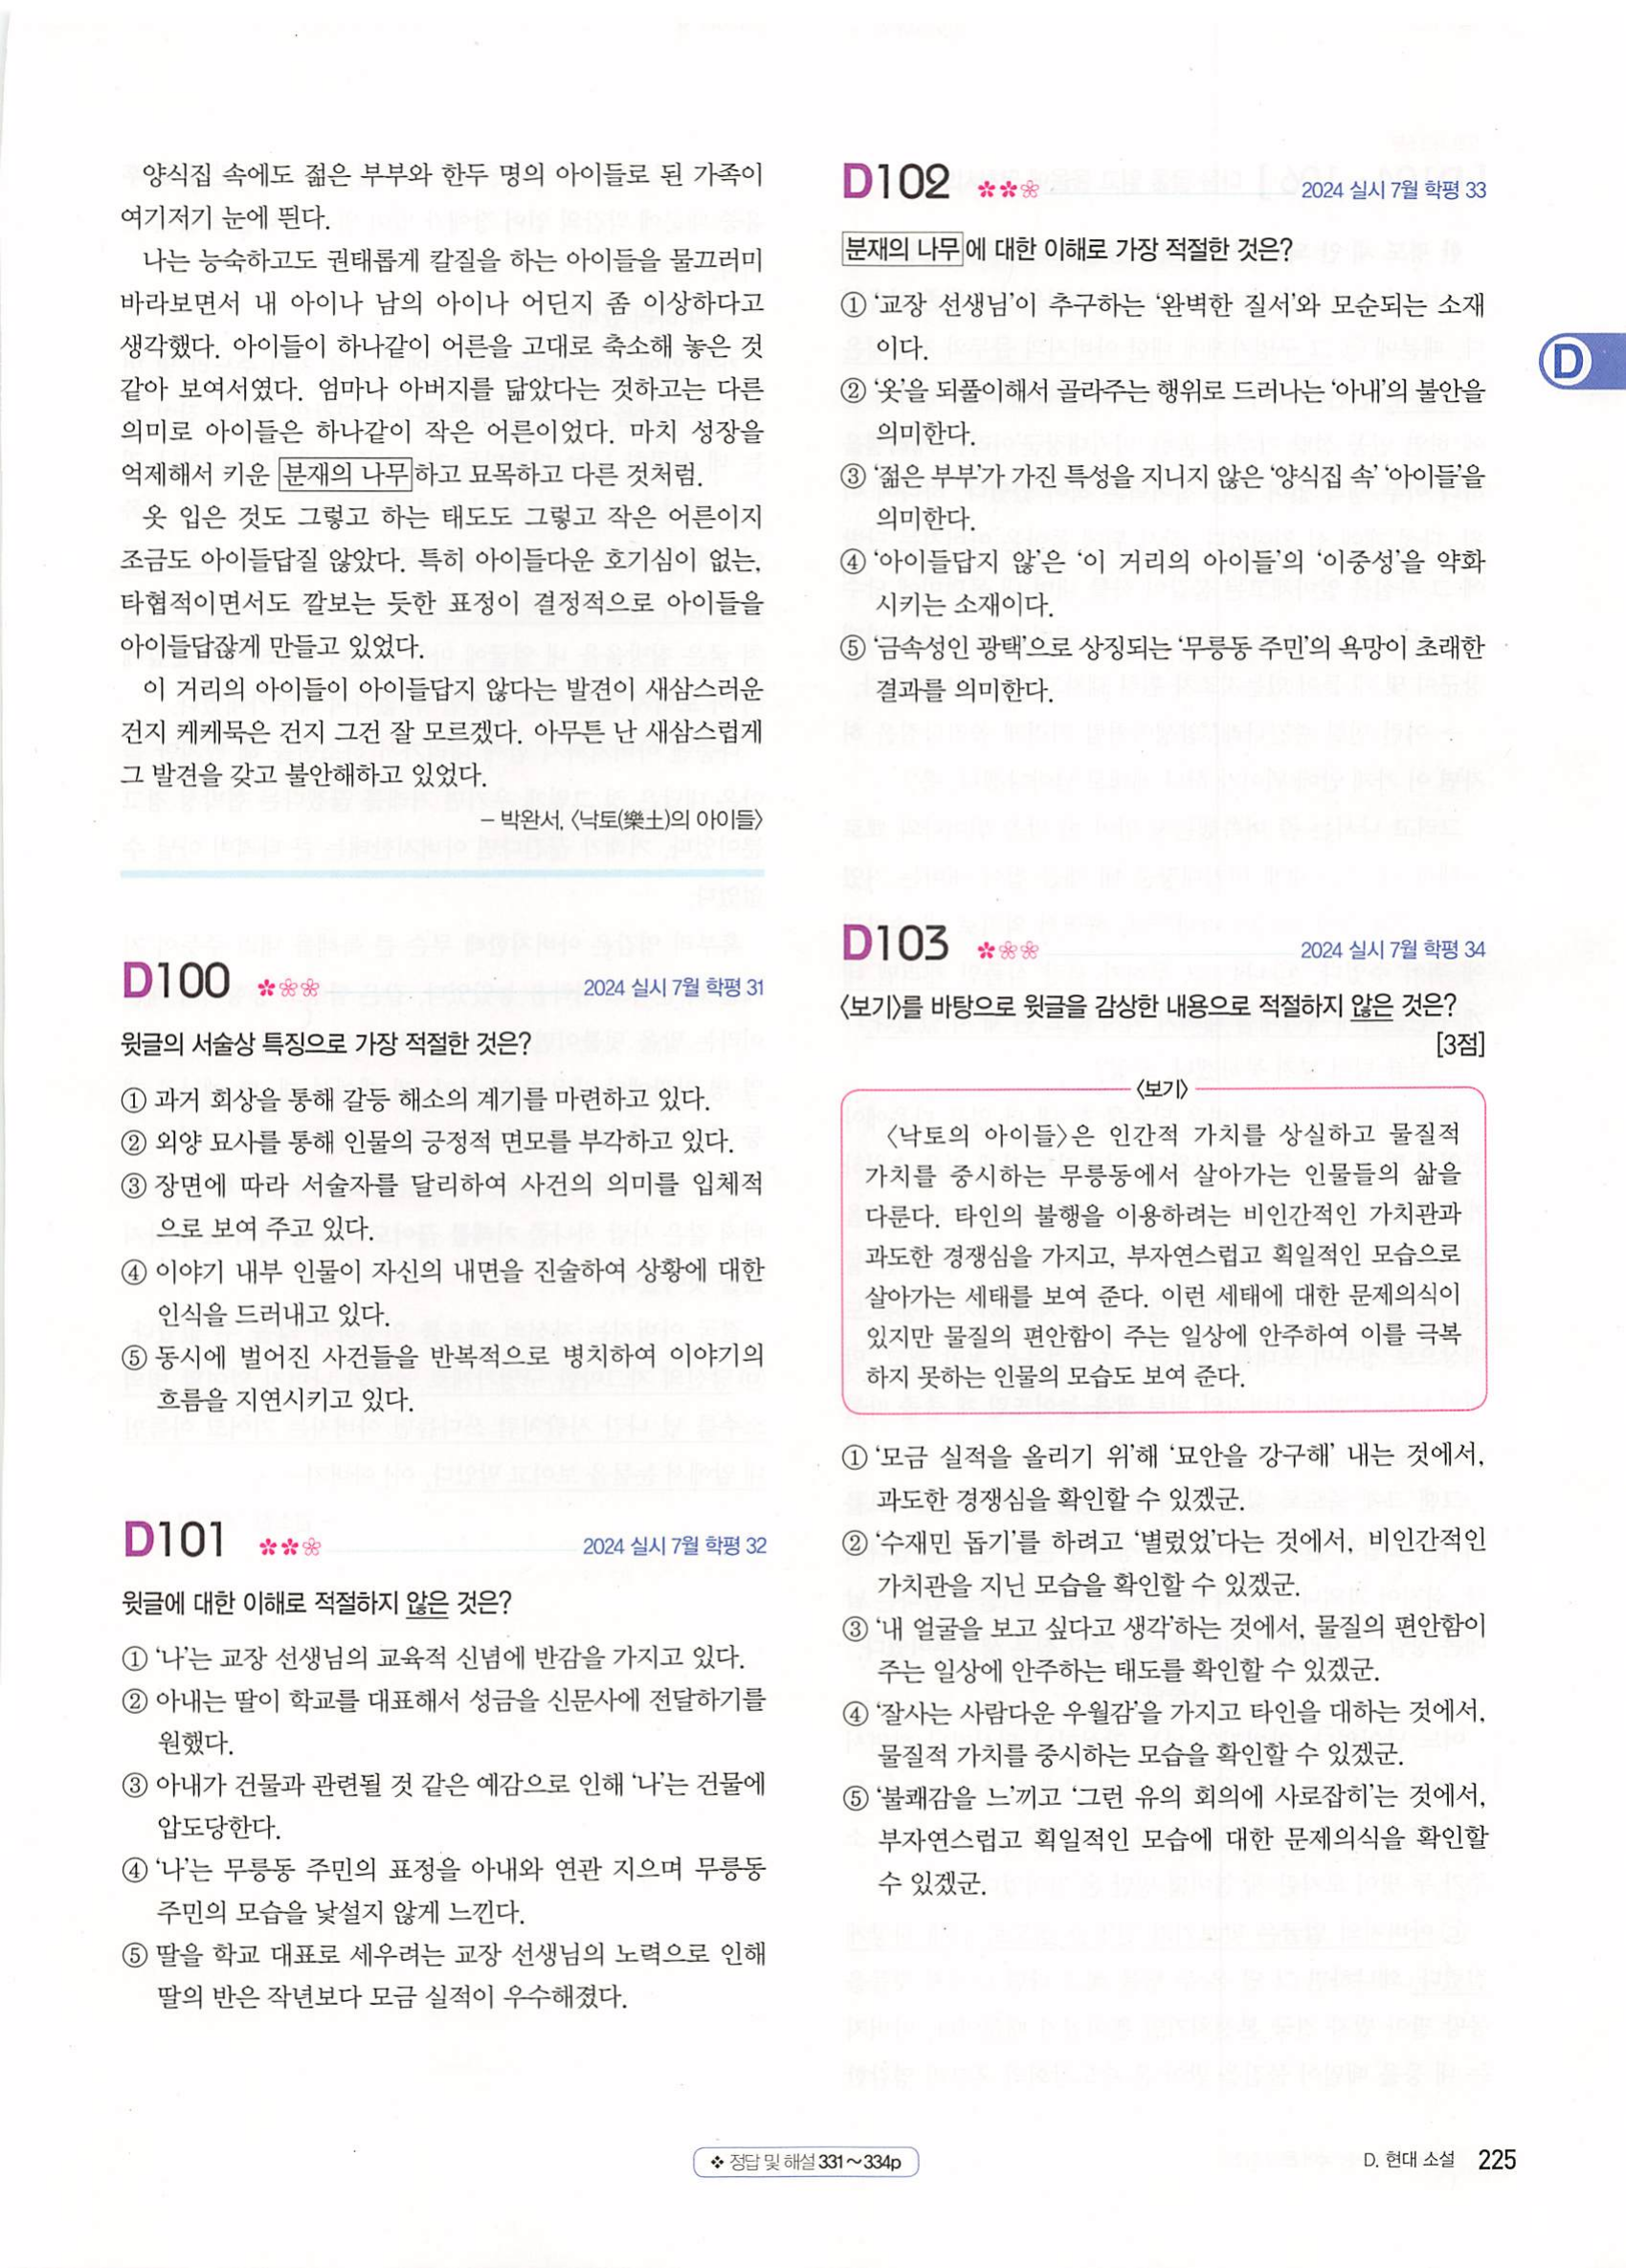 양식집 속에도 젊은 부부와 한두 명의 아이들로 된 가족이
여기저기 눈에 띈다.
나는 능숙하고도 권태롭게 칼질을 하는 아이들을 물끄러미
바라보면서 내 아이나 남의 아이나 어딘지 좀 이상하다고
생각했다. 아이들이 하나같이 어른을 고대로 축소해 놓은 것
같아 보여서였다. 엄마나 아버지를 닮았다는 것하고는 다른
의미로 아이들은 하나같이 작은 어른이었다. 마치 성장을
억제해서 키운 분재의 나무하고 묘목하고 다른 것처럼.
옷 입은 것도 그렇고 하는 태도도 그렇고 작은 어른이지
조금도 아이들답질 않았다. 특히 아이들다운 호기심이 없는,
타협적이면서도 깔보는 듯한 표정이 결정적으로 아이들을
아이들답잖게 만들고 있었다.
이 거리의 아이들이 아이들답지 않다는 발견이 새삼스러운
건지 케케묵은 건지 그건 잘 모르겠다. 아무튼 난 새삼스럽게
그 발견을 갖고 불안해하고 있었다.
– 박완서, 〈낙토(樂土)의 아이들〉
D100 2024 실시 7월 학평 31
윗글의 서술상 특징으로 가장 적절한 것은?
① 과거 회상을 통해 갈등 해소의 계기를 마련하고 있다.
② 외양 묘사를 통해 인물의 긍정적 면모를 부각하고 있다.
③ 장면에 따라 서술자를 달리하여 사건의 의미를 입체적
으로 보여 주고 있다.
④ 이야기 내부 인물이 자신의 내면을 진술하여 상황에 대한
인식을 드러내고 있다.
⑤ 동시에 벌어진 사건들을 반복적으로 병치하여 이야기의
흐름을 지연시키고 있다.
D101 2024 실시 7월 학평 32
윗글에 대한 이해로 적절하지 않은 것은?
① ‘나’는 교장 선생님의 교육적 신념에 반감을 가지고 있다.
② 아내는 딸이 학교를 대표해서 성금을 신문사에 전달하기를
원했다.
③ 아내가 건물과 관련될 것 같은 예감으로 인해 ‘나’는 건물에
압도당한다.
④ ‘나’는 무릉동 주민의 표정을 아내와 연관 지으며 무릉동
주민의 모습을 낯설지 않게 느낀다.
⑤ 딸을 학교 대표로 세우려는 교장 선생님의 노력으로 인해
딸의 반은 작년보다 모금 실적이 우수해졌다.
D102 2024 실시 7월 학평 33
분재의 나무에 대한 이해로 가장 적절한 것은?
① ‘교장 선생님’이 추구하는 ‘완벽한 질서’와 모순되는 소재
이다.
② ‘옷’을 되풀이해서 골라주는 행위로 드러나는 ‘아내’의 불안을
의미한다.
③ ‘젊은 부부’가 가진 특성을 지니지 않은 ‘양식집 속’ ‘아이들’을
의미한다.
④ ‘아이들답지 않’은 ‘이 거리의 아이들’의 ‘이중성’을 약화
시키는 소재이다.
⑤ ‘금속성인 광택’으로 상징되는 ‘무릉동 주민’의 욕망이 초래한
결과를 의미한다.
D103 2024 실시 7월 학평 34
〈보기〉를 바탕으로 윗글을 감상한 내용으로 적절하지 않은 것은?
[3점]
〈보기〉
〈낙토의 아이들〉은 인간적 가치를 상실하고 물질적
가치를 중시하는 무릉동에서 살아가는 인물들의 삶을
다룬다. 타인의 불행을 이용하려는 비인간적인 가치관과
과도한 경쟁심을 가지고, 부자연스럽고 획일적인 모습으로
살아가는 세태를 보여 준다. 이런 세태에 대한 문제의식이
있지만 물질의 편안함이 주는 일상에 안주하여 이를 극복
하지 못하는 인물의 모습도 보여 준다.
① ‘모금 실적을 올리기 위’해 ‘묘안을 강구해’ 내는 것에서,
과도한 경쟁심을 확인할 수 있겠군.
② ‘수재민 돕기’를 하려고 ‘별렀었’다는 것에서, 비인간적인
가치관을 지닌 모습을 확인할 수 있겠군.
③ ‘내 얼굴을 보고 싶다고 생각’하는 것에서, 물질의 편안함이
주는 일상에 안주하는 태도를 확인할 수 있겠군.
④ ‘잘사는 사람다운 우월감’을 가지고 타인을 대하는 것에서,
물질적 가치를 중시하는 모습을 확인할 수 있겠군.
⑤ ‘불쾌감을 느’끼고 ‘그런 유의 회의에 사로잡히’는 것에서,
부자연스럽고 획일적인 모습에 대한 문제의식을 확인할
수 있겠군.
D
❖ 정답 및 해설 331~334p
D. 현대 소설 225